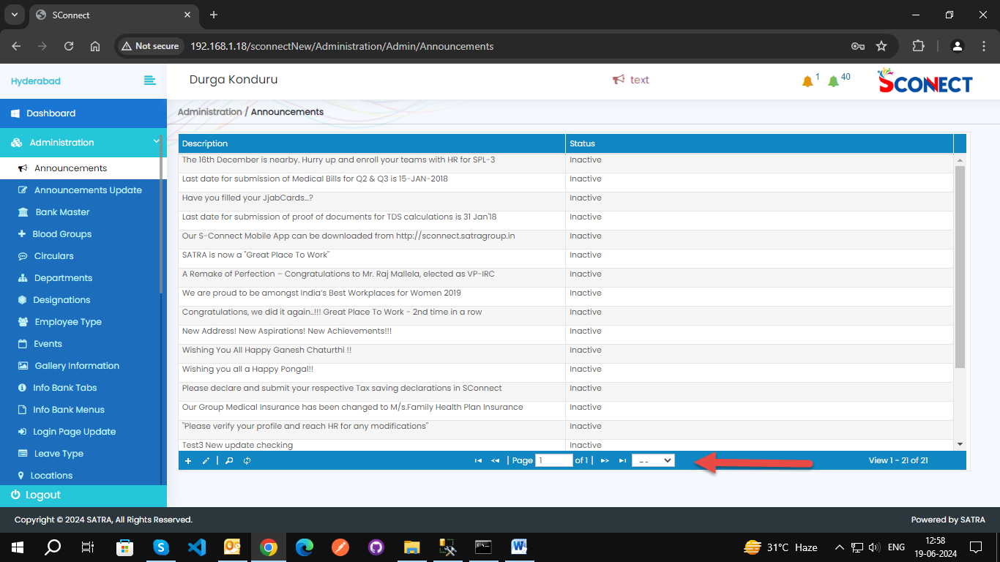 SConnect
Not secure 192.168.1.18/sconnectNew/Administration/Admin/Announcements
Hyderabad
Durga Konduru
text
1
40
SCONECT
Dashboard
Administration / Announcements
Administration
Description Status
Announcements
The 16th December is nearby. Hurry up and enroll your teams with HR for SPL-3 Inactive
Last date for submission of Medical Bills for Q2 & Q3 is 15-JAN-2018 Inactive
Announcements Update
Have you filled your JjabCards...? Inactive
Bank Master
Last date for submission of proof of documents for TDS calculations is 31 Jan'18 Inactive
Blood Groups
Our S-Connect Mobile App can be downloaded from http://sconnect.satragroup.in Inactive
Circulars
SATRA is now a "Great Place To Work" Inactive
Departments
A Remake of Perfection – Congratulations to Mr. Raj Mallela, elected as VP-IRC Inactive
Designations
We are proud to be amongst India's Best Workplaces for Women 2019 Inactive
Employee Type
Congratulations, we did it again..!!! Great Place To Work - 2nd time in a row Inactive
Events
New Address! New Aspirations! New Achievements!!! Inactive
Gallery Information
Wishing You All Happy Ganesh Chaturthi !! Inactive
Wishing you all a Happy Pongal!! Inactive
Info Bank Tabs
Please declare and submit your respective Tax saving declarations in SConnect Inactive
Info Bank Menus
Our Group Medical Insurance has been changed to M/s.Family Health Plan Insurance Inactive
Login Page Update
"Please verify your profile and reach HR for any modifications" Inactive
Leave Type
Test3 New update checking Inactive
Locations
Page 1 of 1 -- View 1 - 21 of 21
Logout
Copyright © 2024 SATRA, All Rights Reserved. Powered by SATRA
31°C Haze
ENG
12:58
19-06-2024